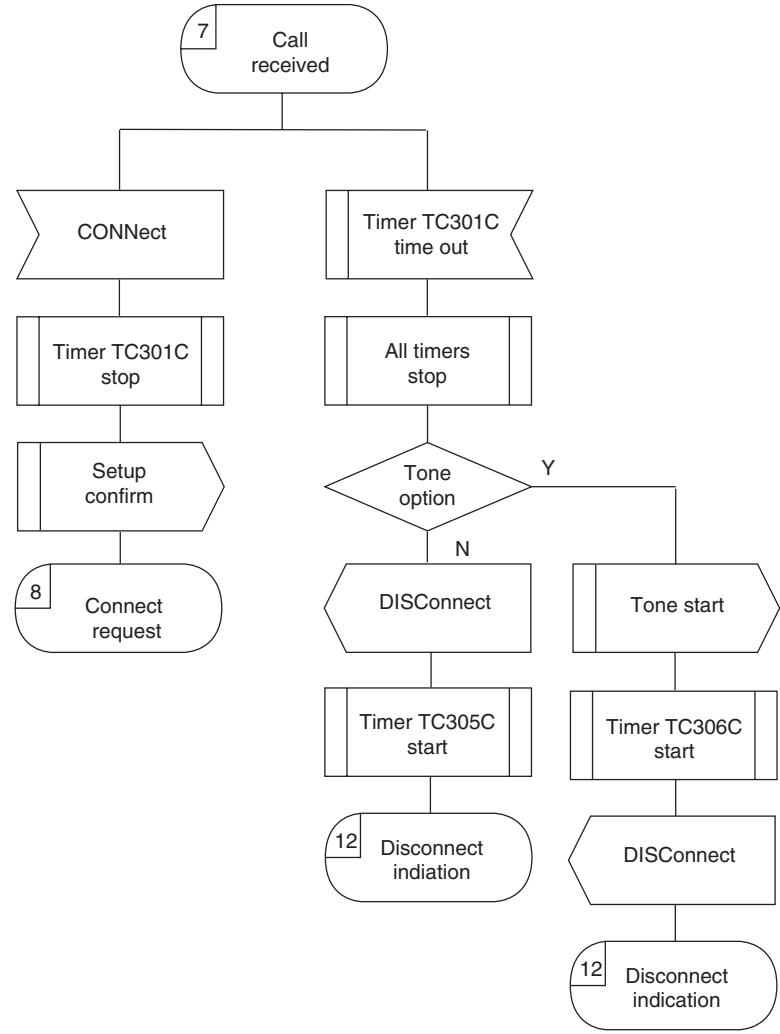 7
Call
received
CONNect
Timer TC301C
stop
Setup
confirm
8
Connect
request
Timer TC301C
time out
All timers
stop
Tone
option
Y
N
DISConnect
Timer TC305C
start
12
Disconnect
indiation
Tone start
Timer TC306C
start
DISConnect
12
Disconnect
indication